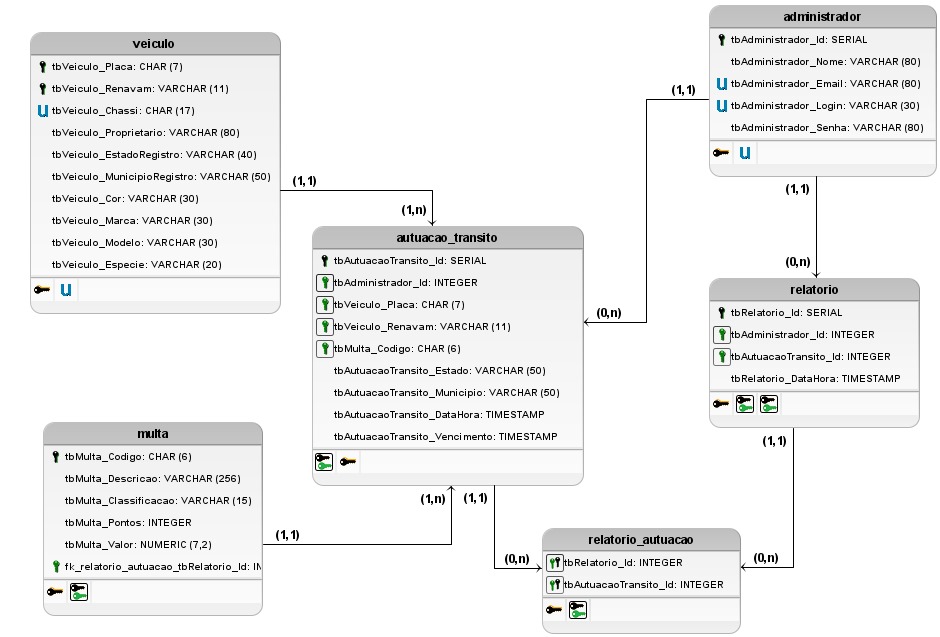 veiculo
tbVeiculo_Placa: CHAR (7)
tbVeiculo_Renavam: VARCHAR (11)
U tbVeiculo_Chassi: CHAR (17)
tbVeiculo_Proprietario: VARCHAR (80)
tbVeiculo_EstadoRegistro: VARCHAR (40)
tbVeiculo_MunicipioRegistro: VARCHAR (50)
tbVeiculo_Cor: VARCHAR (30)
tbVeiculo_Marca: VARCHAR (30)
tbVeiculo_Modelo: VARCHAR (30)
tbVeiculo_Especie: VARCHAR (20)
U
administrador
tbAdministrador_Id: SERIAL
tbAdministrador_Nome: VARCHAR (80)
U tbAdministrador_Email: VARCHAR (80)
U tbAdministrador_Login: VARCHAR (30)
tbAdministrador_Senha: VARCHAR (80)
U
(1,1)
(1,1)
(1,n)
(1,1)
(0,n)
(0,n)
autuacao_transito
tbAutuacaoTransito_Id: SERIAL
tbAdministrador_Id: INTEGER
tbVeiculo_Placa: CHAR (7)
tbVeiculo_Renavam: VARCHAR (11)
tbMulta_Codigo: CHAR (6)
tbAutuacaoTransito_Estado: VARCHAR (50)
tbAutuacaoTransito_Municipio: VARCHAR (50)
tbAutuacaoTransito_DataHora: TIMESTAMP
tbAutuacaoTransito_Vencimento: TIMESTAMP
relatorio
tbRelatorio_Id: SERIAL
tbAdministrador_Id: INTEGER
tbAutuacaoTransito_Id: INTEGER
tbRelatorio_DataHora: TIMESTAMP
multa
tbMulta_Codigo: CHAR (6)
tbMulta_Descricao: VARCHAR (256)
tbMulta_Classificacao: VARCHAR (15)
tbMulta_Pontos: INTEGER
tbMulta_Valor: NUMERIC (7,2)
fk_relatorio_autuacao_tbRelatorio_Id: IN
(1,1)
(1,n)
(1,1)
(0,n)
(1,1)
(0,n)
relatorio_autuacao
tbRelatorio_Id: INTEGER
tbAutuacaoTransito_Id: INTEGER